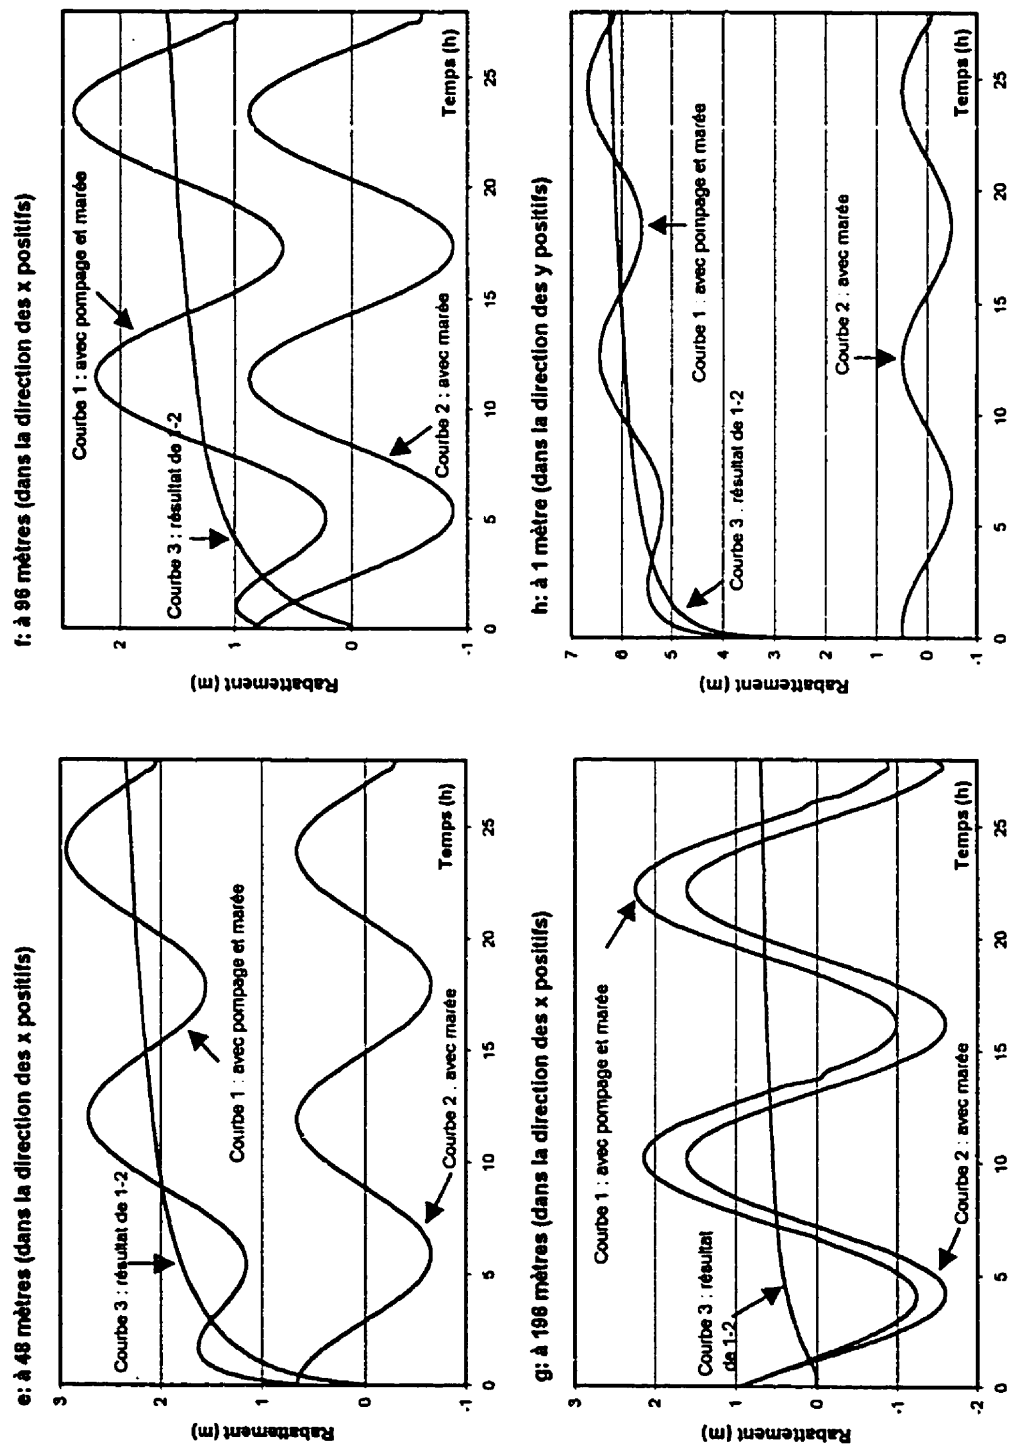 e: à 48 mètres (dans la direction des x positifs)
Rabattement (m)
3
2
1
0
-1
Courbe 3 : résultat de 1-2
Courbe 1 : avec pompage et marée
Courbe 2 . avec marée
Temps (h)
0
5
10
15
20
25
f: à 96 mètres (dans la direction des x positifs)
Rabattement (m)
2
1
0
-1
Courbe 1 : avec pompage et marée
Courbe 3 : résultat de 1-2
Courbe 2 : avec marée
Temps (h)
0
5
10
15
20
25
g: à 196 mètres (dans la direction des x positifs)
Rabattement (m)
3
2
1
0
-1
-2
Courbe 1 : avec pompage et marée
Courbe 3 : résultat
de 1-2
Courbe 2 : avec marée
Temps (h)
0
5
10
15
20
25
h: à 1 mètre (dans la direction des y positifs)
Rabattement (m)
7
6
5
4
3
2
1
0
-1
Courbe 1 : avec pompage et marée
Courbe 3 . résultat de 1-2
Courbe 2 . avec marée
Temps (h)
0
5
10
15
20
25